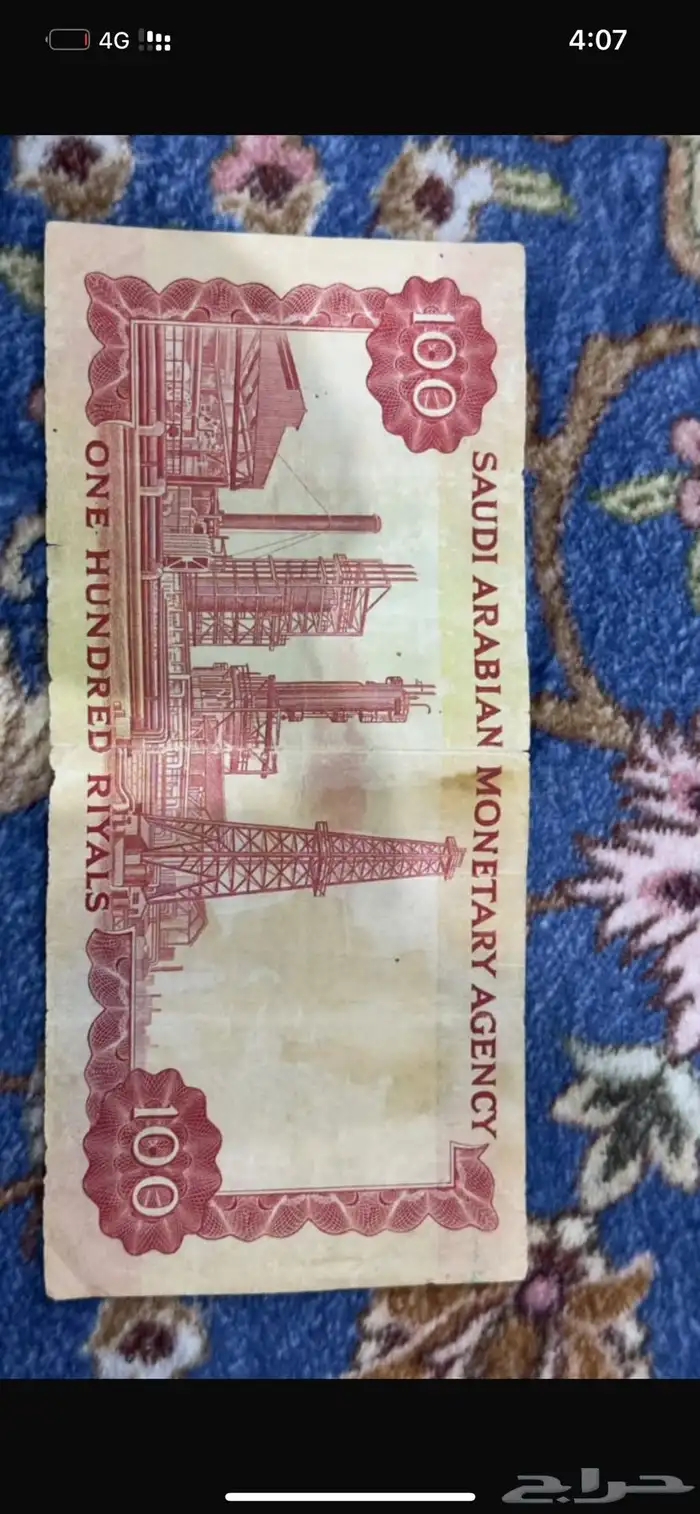 4G
4:07
100
SAUDI ARABIAN MONETARY AGENCY
ONE HUNDRED RIYALS
100
حراج